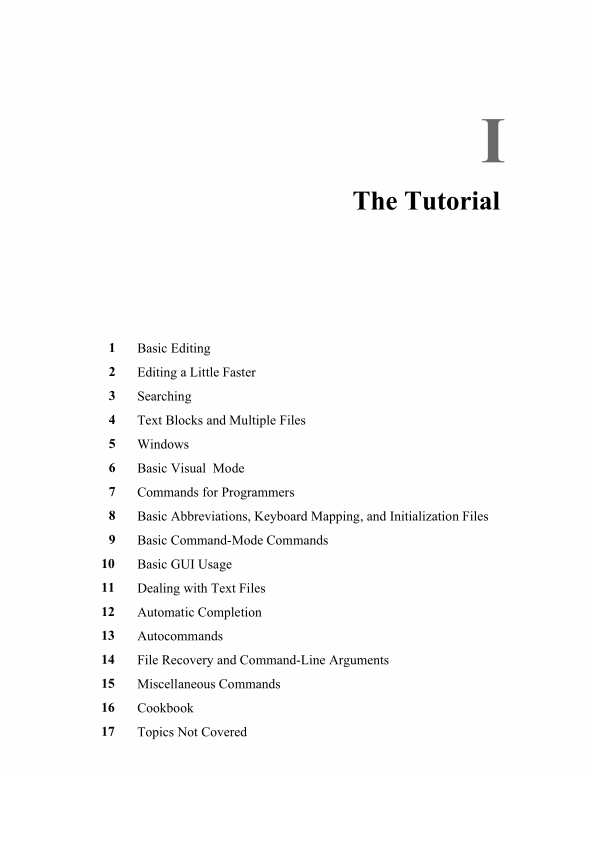 I
The Tutorial
1 Basic Editing
2 Editing a Little Faster
3 Searching
4 Text Blocks and Multiple Files
5 Windows
6 Basic Visual Mode
7 Commands for Programmers
8 Basic Abbreviations, Keyboard Mapping, and Initialization Files
9 Basic Command-Mode Commands
10 Basic GUI Usage
11 Dealing with Text Files
12 Automatic Completion
13 Autocommands
14 File Recovery and Command-Line Arguments
15 Miscellaneous Commands
16 Cookbook
17 Topics Not Covered